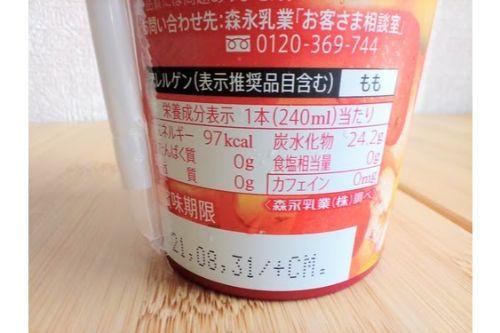 問い合わせ先:森永乳業「お客さま相談室」
0120-369-744
レルゲン(表示推奨品目含む) もも
栄養成分表示 1本(240ml)当たり
エネルギー 97kcal 炭水化物 24.2g
たんぱく質 0g 食塩相当量 0g
質 0g カフェイン 0mg
<森永乳業(株)調べ>
味期限
21.08.31/+CM.